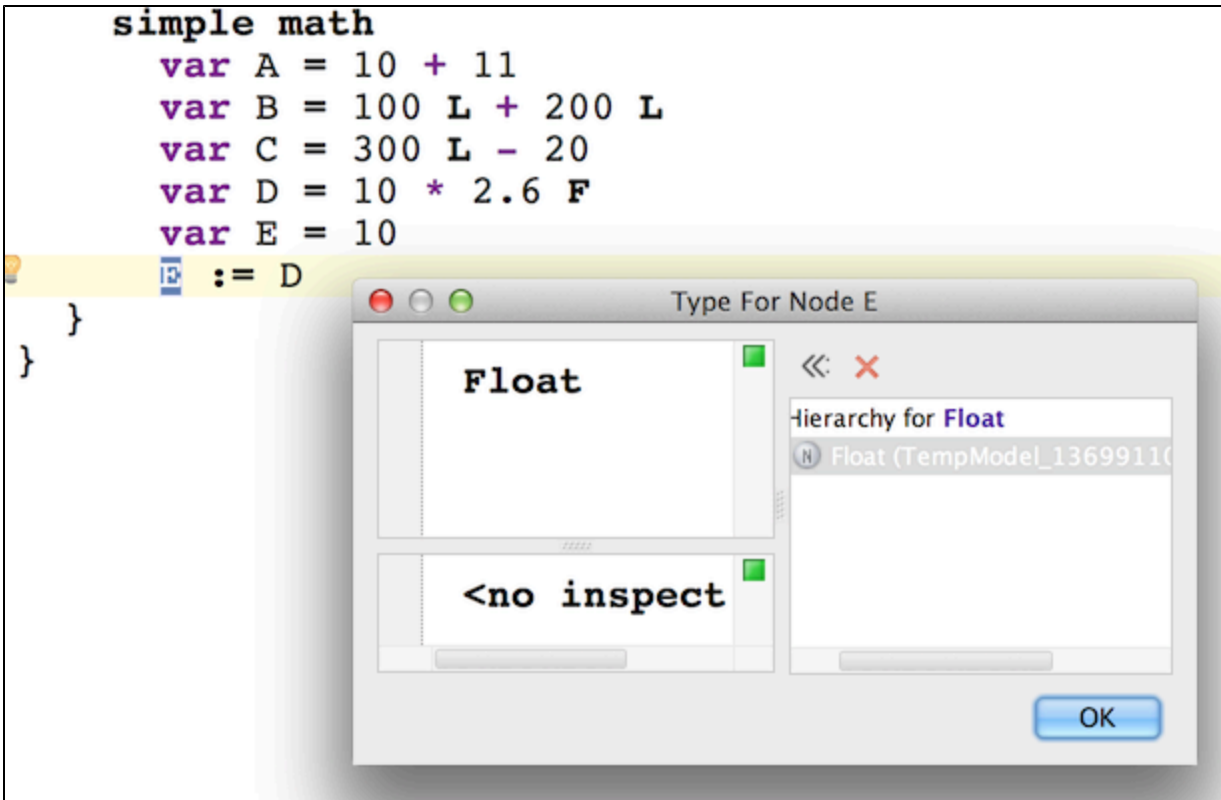 simple math
var A = 10 + 11
var B = 100 L + 200 L
var C = 300 L - 20
var D = 10 * 2.6 F
var E = 10
E := D
}
}
Type For Node E
Float
<no inspect
Hierarchy for Float
N Float (TempModel_13699110
OK